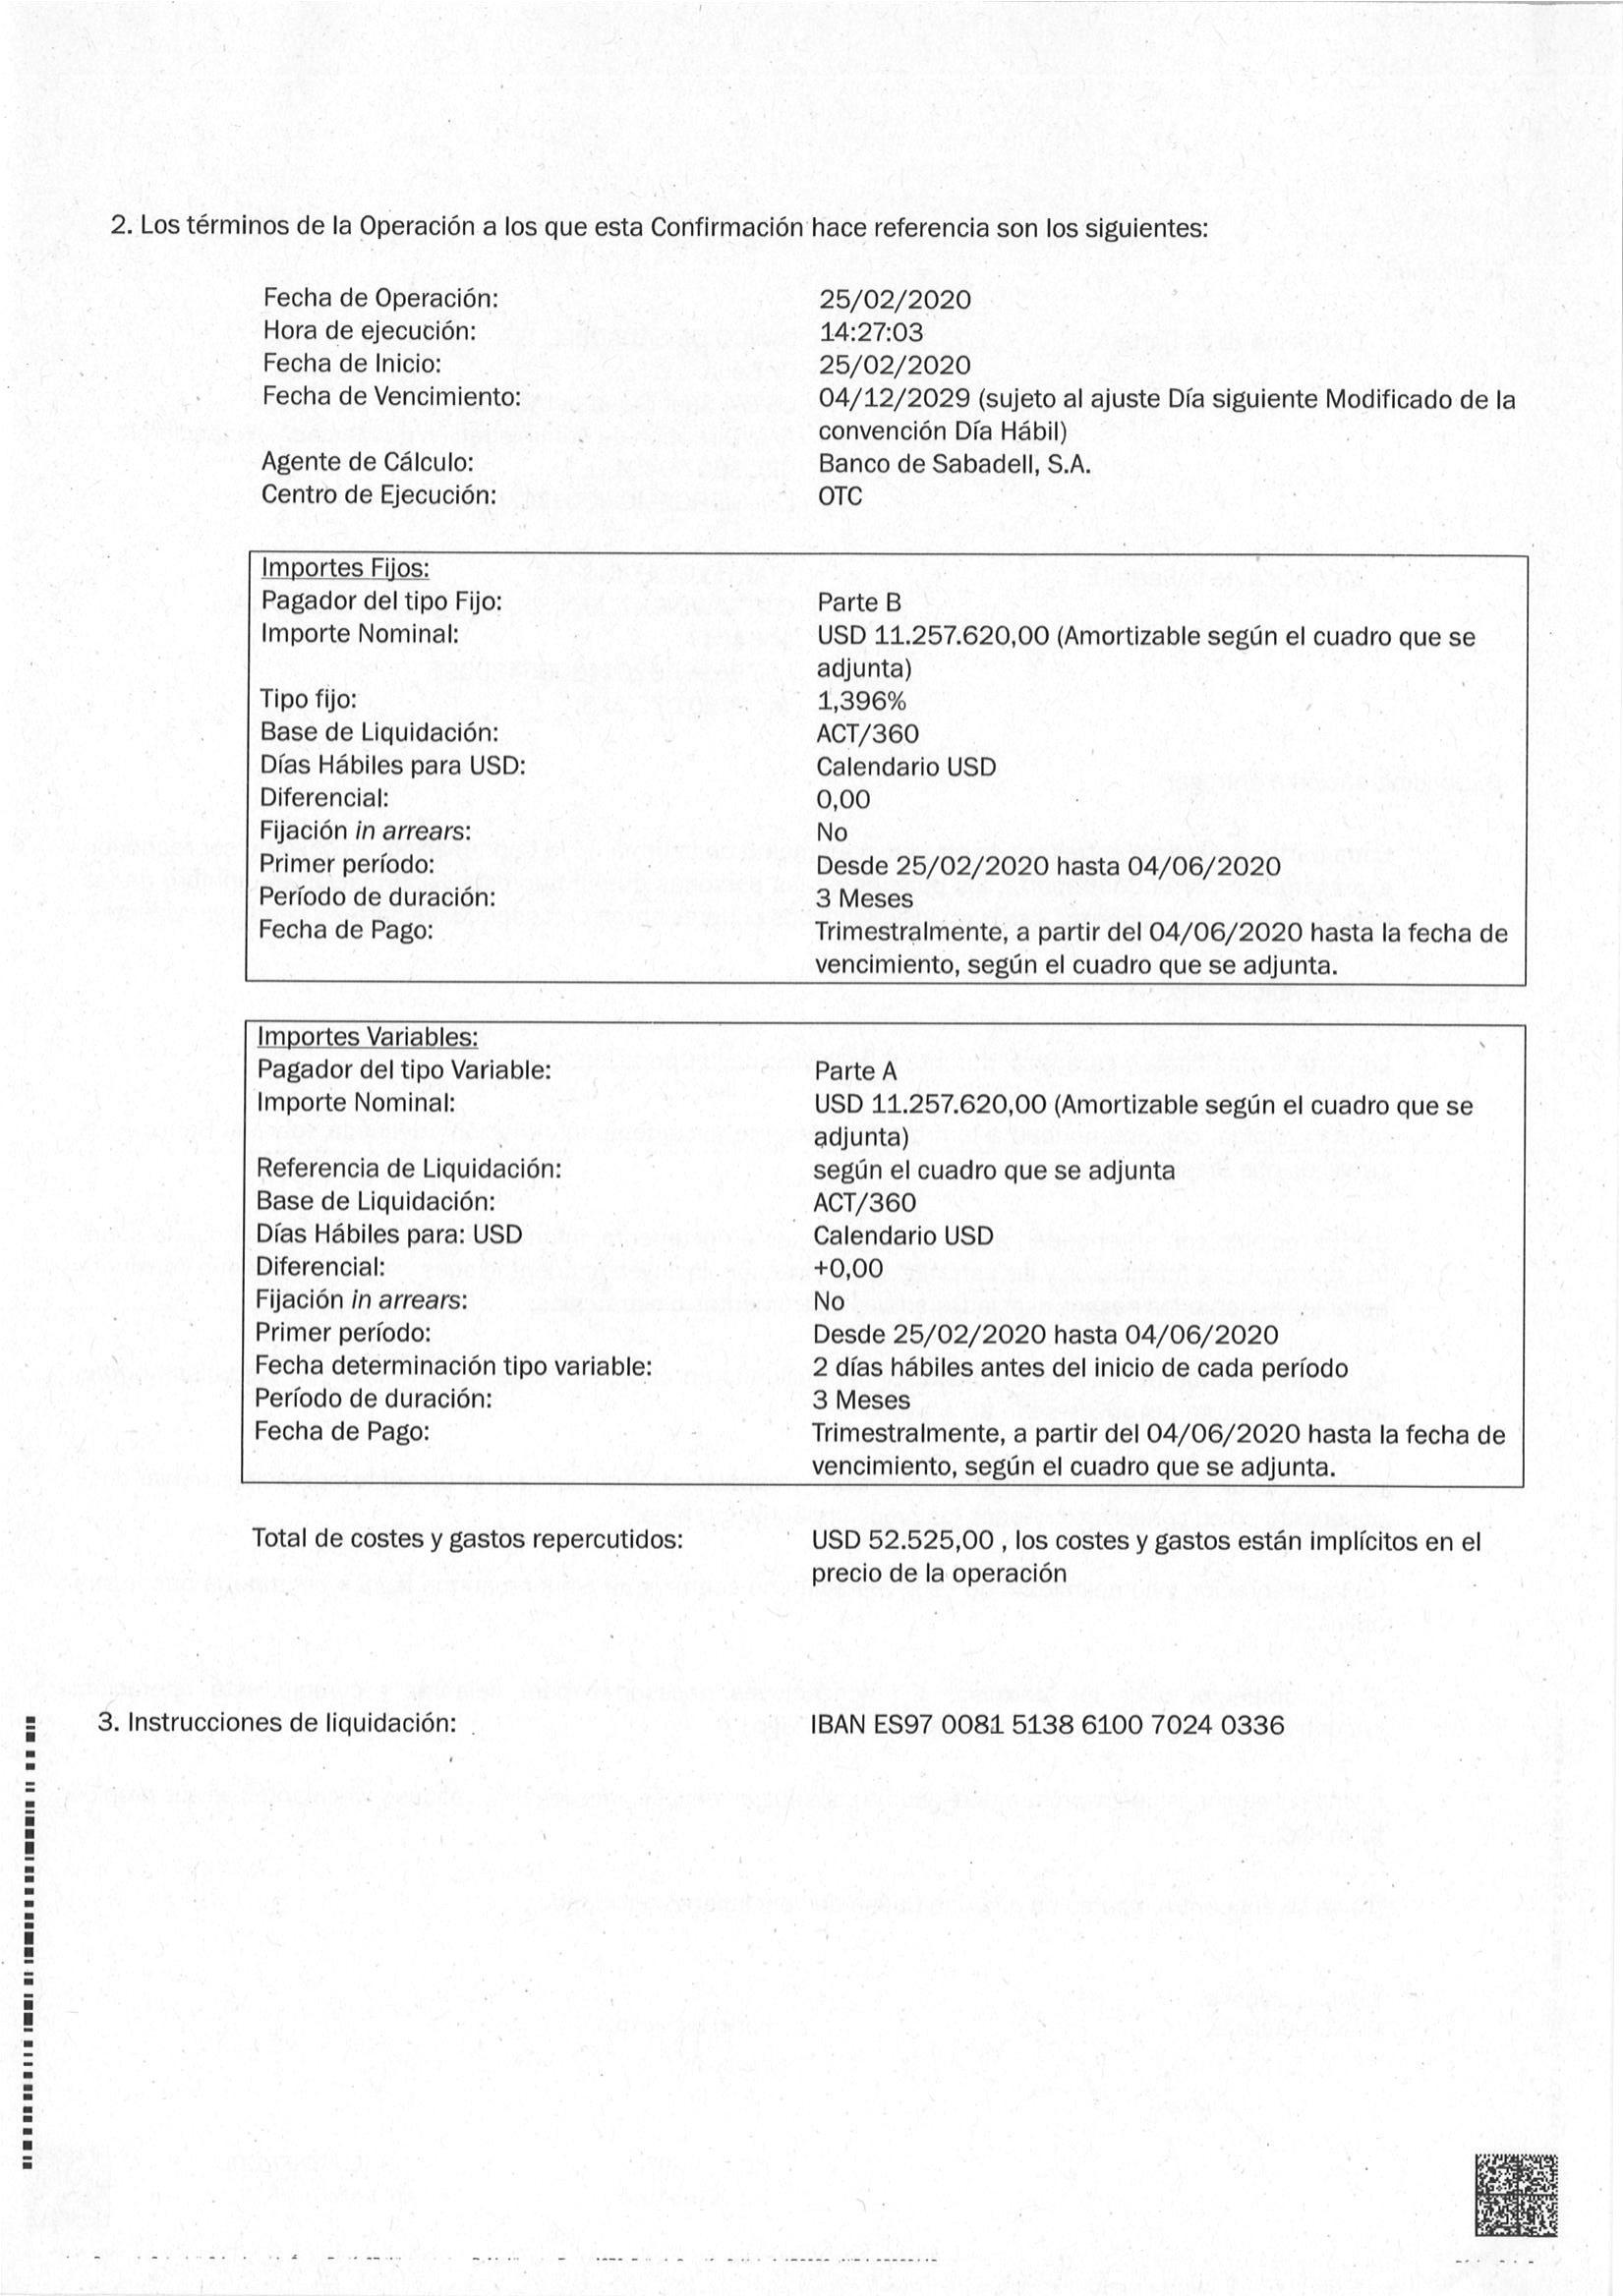 2. Los términos de la Operación a los que esta Confirmación hace referencia son los siguientes:
Fecha de Operación: 25/02/2020
Hora de ejecución: 14:27:03
Fecha de Inicio: 25/02/2020
Fecha de Vencimiento: 04/12/2029 (sujeto al ajuste Día siguiente Modificado de la
convención Día Hábil)
Agente de Cálculo: Banco de Sabadell, S.A.
Centro de Ejecución: OTC
Importes Fijos:
Pagador del tipo Fijo: Parte B
Importe Nominal: USD 11.257.620,00 (Amortizable según el cuadro que se
adjunta)
Tipo fijo: 1,396%
Base de Liquidación: ACT/360
Días Hábiles para USD: Calendario USD
Diferencial: 0,00
Fijación in arrears: No
Primer período: Desde 25/02/2020 hasta 04/06/2020
Período de duración: 3 Meses
Fecha de Pago: Trimestralmente, a partir del 04/06/2020 hasta la fecha de
vencimiento, según el cuadro que se adjunta.
Importes Variables:
Pagador del tipo Variable: Parte A
Importe Nominal: USD 11.257.620,00 (Amortizable según el cuadro que se
adjunta)
Referencia de Liquidación: según el cuadro que se adjunta
Base de Liquidación: ACT/360
Días Hábiles para: USD Calendario USD
Diferencial: +0,00
Fijación in arrears: No
Primer período: Desde 25/02/2020 hasta 04/06/2020
Fecha determinación tipo variable: 2 días hábiles antes del inicio de cada período
Período de duración: 3 Meses
Fecha de Pago: Trimestralmente, a partir del 04/06/2020 hasta la fecha de
vencimiento, según el cuadro que se adjunta.
Total de costes y gastos repercutidos: USD 52.525,00 , los costes y gastos están implícitos en el
precio de la operación
3. Instrucciones de liquidación: IBAN ES97 0081 5138 6100 7024 0336